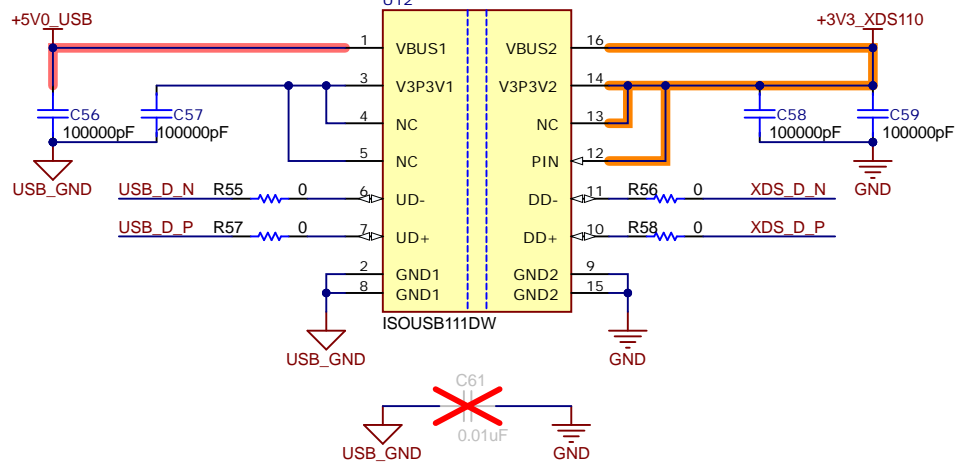 U12
+5V0_USB
+3V3_XDS110
1 VBUS1 VBUS2 16
3 V3P3V1 V3P3V2 14
C56 100000pF
C57 100000pF
4 NC NC 13
C58 100000pF
C59 100000pF
5 NC PIN 12
USB_GND
GND
USB_D_N R55 0 6 UD- DD- 11 R56 0 XDS_D_N
USB_D_P R57 0 7 UD+ DD+ 10 R58 0 XDS_D_P
2 GND1 GND2 9
8 GND1 GND2 15
ISOUSB111DW
USB_GND
GND
C61
0.01uF
USB_GND
GND